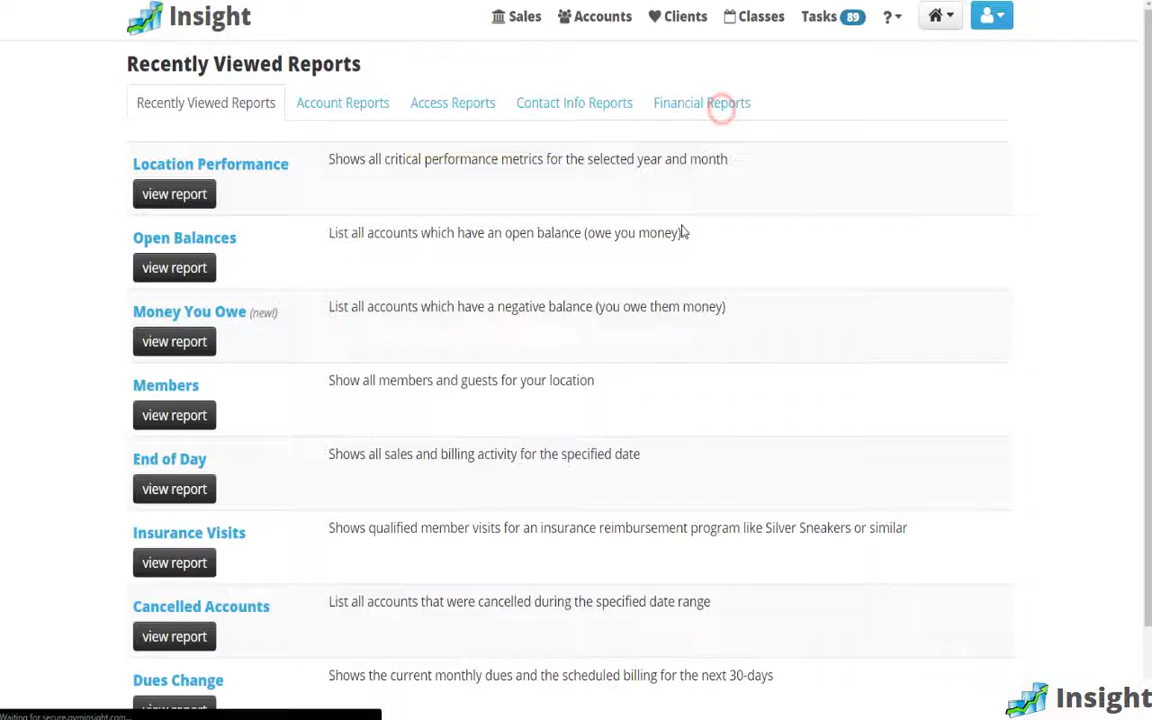 Insight
Sales Accounts Clients Classes Tasks 89 ?
Recently Viewed Reports
Recently Viewed Reports Account Reports Access Reports Contact Info Reports Financial Reports
Location Performance Shows all critical performance metrics for the selected year and month
view report
Open Balances List all accounts which have an open balance (owe you money)
view report
Money You Owe (new!) List all accounts which have a negative balance (you owe them money)
view report
Members Show all members and guests for your location
view report
End of Day Shows all sales and billing activity for the specified date
view report
Insurance Visits Shows qualified member visits for an insurance reimbursement program like Silver Sneakers or similar
view report
Cancelled Accounts List all accounts that were cancelled during the specified date range
view report
Dues Change Shows the current monthly dues and the scheduled billing for the next 30-days
view report
Waiting for secure.gyminsight.com...
Insight